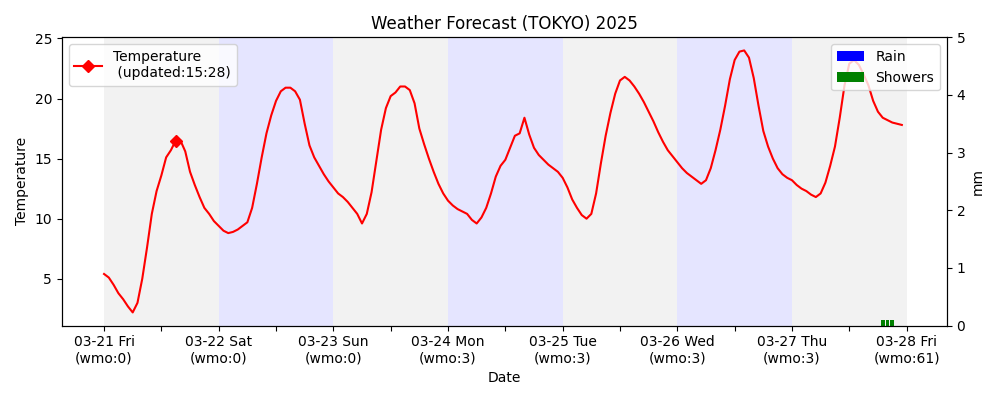 Weather Forecast (TOKYO) 2025
Temperature
(updated:15:28)
Rain
Showers
Temperature
25
20
15
10
5
5
4
3
2
1
0
mm
03-21 Fri
(wmo:0)
03-22 Sat
(wmo:0)
03-23 Sun
(wmo:0)
03-24 Mon
(wmo:3)
03-25 Tue
(wmo:3)
03-26 Wed
(wmo:3)
03-27 Thu
(wmo:3)
03-28 Fri
(wmo:61)
Date